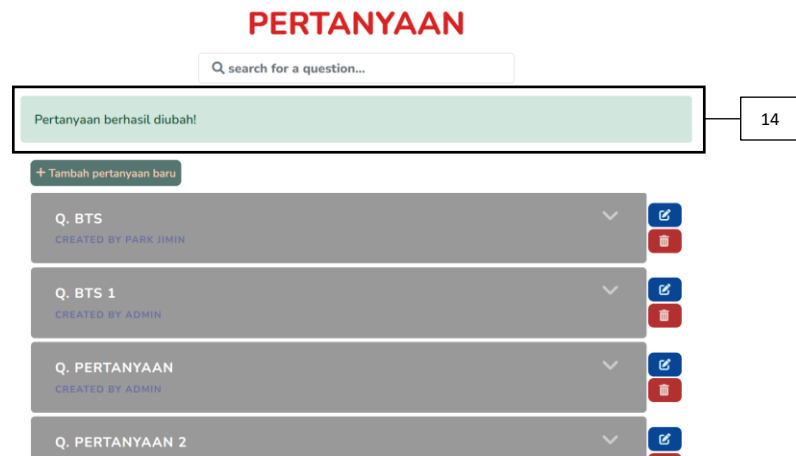 PERTANYAAN
search for a question...
Pertanyaan berhasil diubah!
14
+ Tambah pertanyaan baru
Q. BTS
CREATED BY PARK JIMIN
Q. BTS 1
CREATED BY ADMIN
Q. PERTANYAAN
CREATED BY ADMIN
Q. PERTANYAAN 2